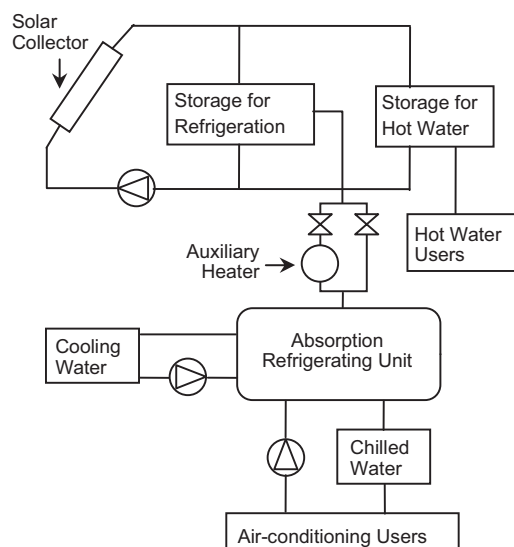 Solar
Collector
Storage for
Refrigeration
Storage for
Hot Water
Auxiliary
Heater
Hot Water
Users
Cooling
Water
Absorption
Refrigerating Unit
Chilled
Water
Air-conditioning Users